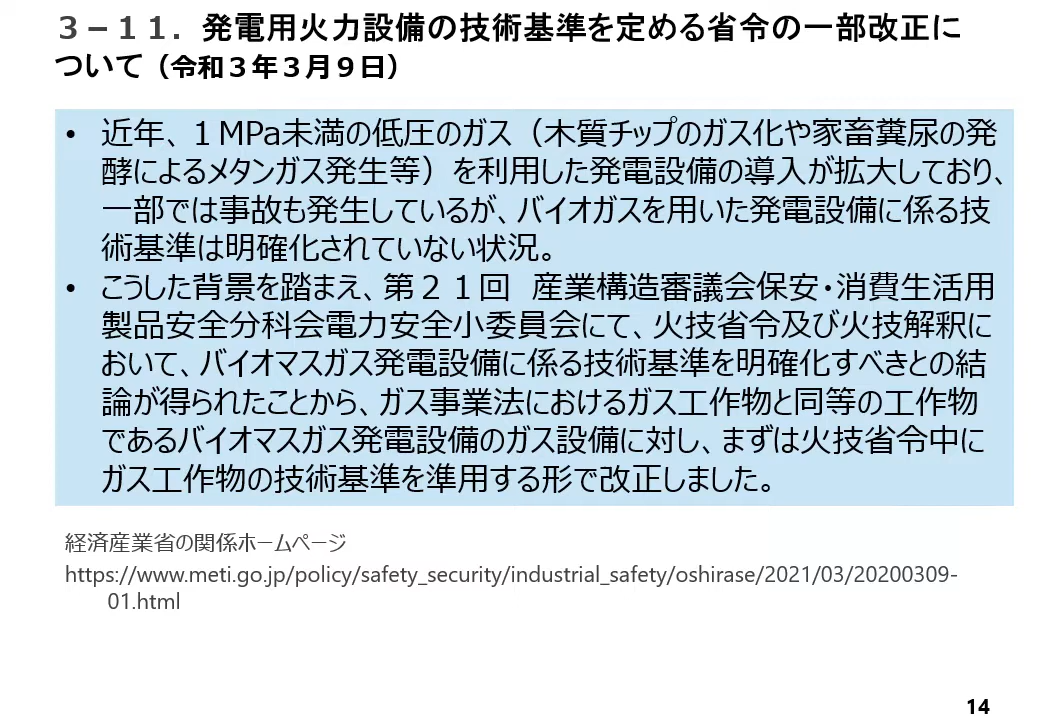 ３－１１．発電用火力設備の技術基準を定める省令の一部改正に
ついて（令和３年３月９日）
• 近年、１MPa未満の低圧のガス（木質チップのガス化や家畜糞尿の発
酵によるメタンガス発生等）を利用した発電設備の導入が拡大しており、
一部では事故も発生しているが、バイオガスを用いた発電設備に係る技
術基準は明確化されていない状況。
• こうした背景を踏まえ、第２１回　産業構造審議会保安・消費生活用
製品安全分科会電力安全小委員会にて、火技省令及び火技解釈に
おいて、バイオマスガス発電設備に係る技術基準を明確化すべきとの結
論が得られたことから、ガス事業法におけるガス工作物と同等の工作物
であるバイオマスガス発電設備のガス設備に対し、まずは火技省令中に
ガス工作物の技術基準を準用する形で改正しました。
経済産業省の関係ホームページ
https://www.meti.go.jp/policy/safety_security/industrial_safety/oshirase/2021/03/20200309-
01.html
14